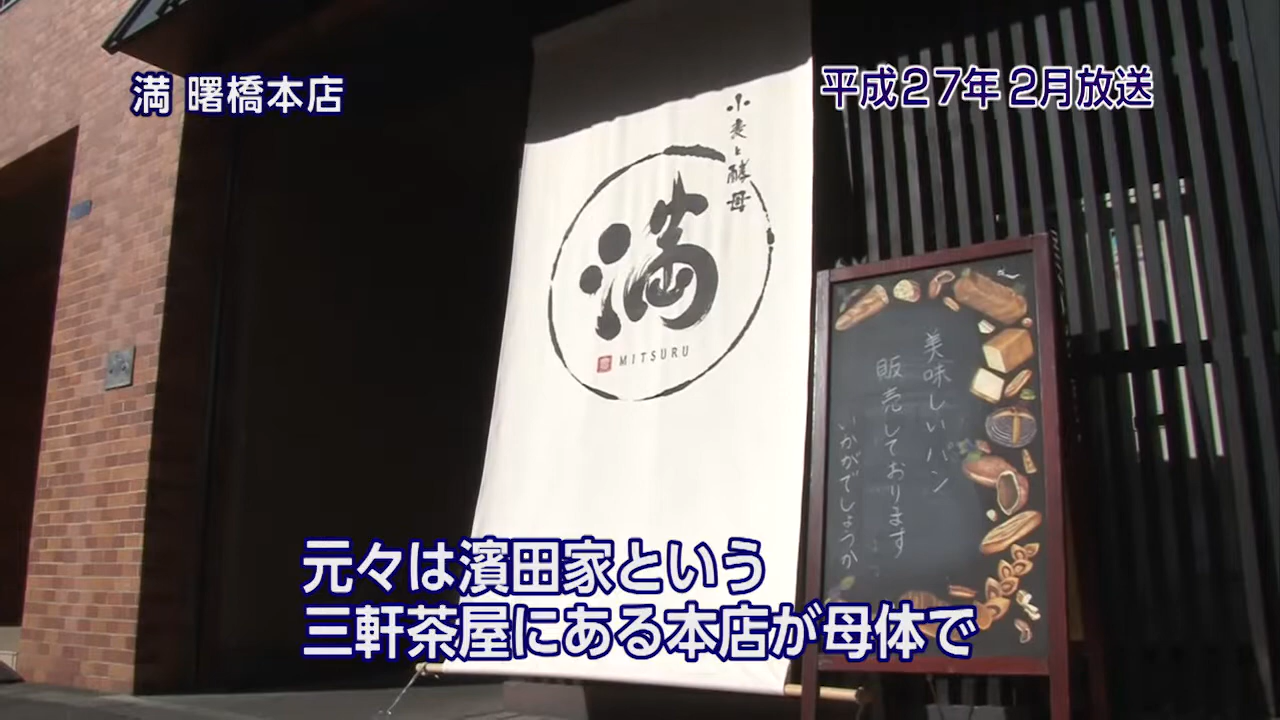 満 曙橋本店
平成27年2月放送
小麦と酵母
満
MITSURU
美味しいパン
販売しております
いかがでしょうか
元々は濱田家という
三軒茶屋にある本店が母体で